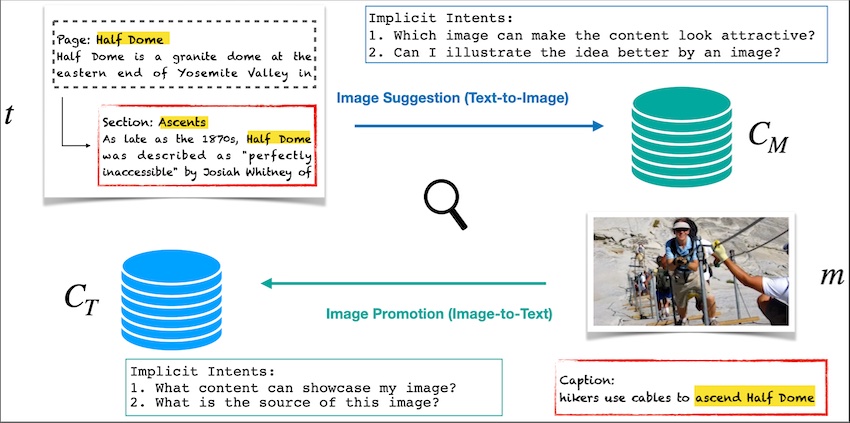 Page: Half Dome
Half Dome is a granite dome at the
eastern end of Yosemite Valley in
t
Section: Ascents
As late as the 1870s, Half Dome
was described as "perfectly
inaccessible" by Josiah Whitney of
Implicit Intents:
1. Which image can make the content look attractive?
2. Can I illustrate the idea better by an image?
Image Suggestion (Text-to-Image)
C_M
C_T
Image Promotion (Image-to-Text)
m
Implicit Intents:
1. What content can showcase my image?
2. What is the source of this image?
Caption:
hikers use cables to ascend Half Dome